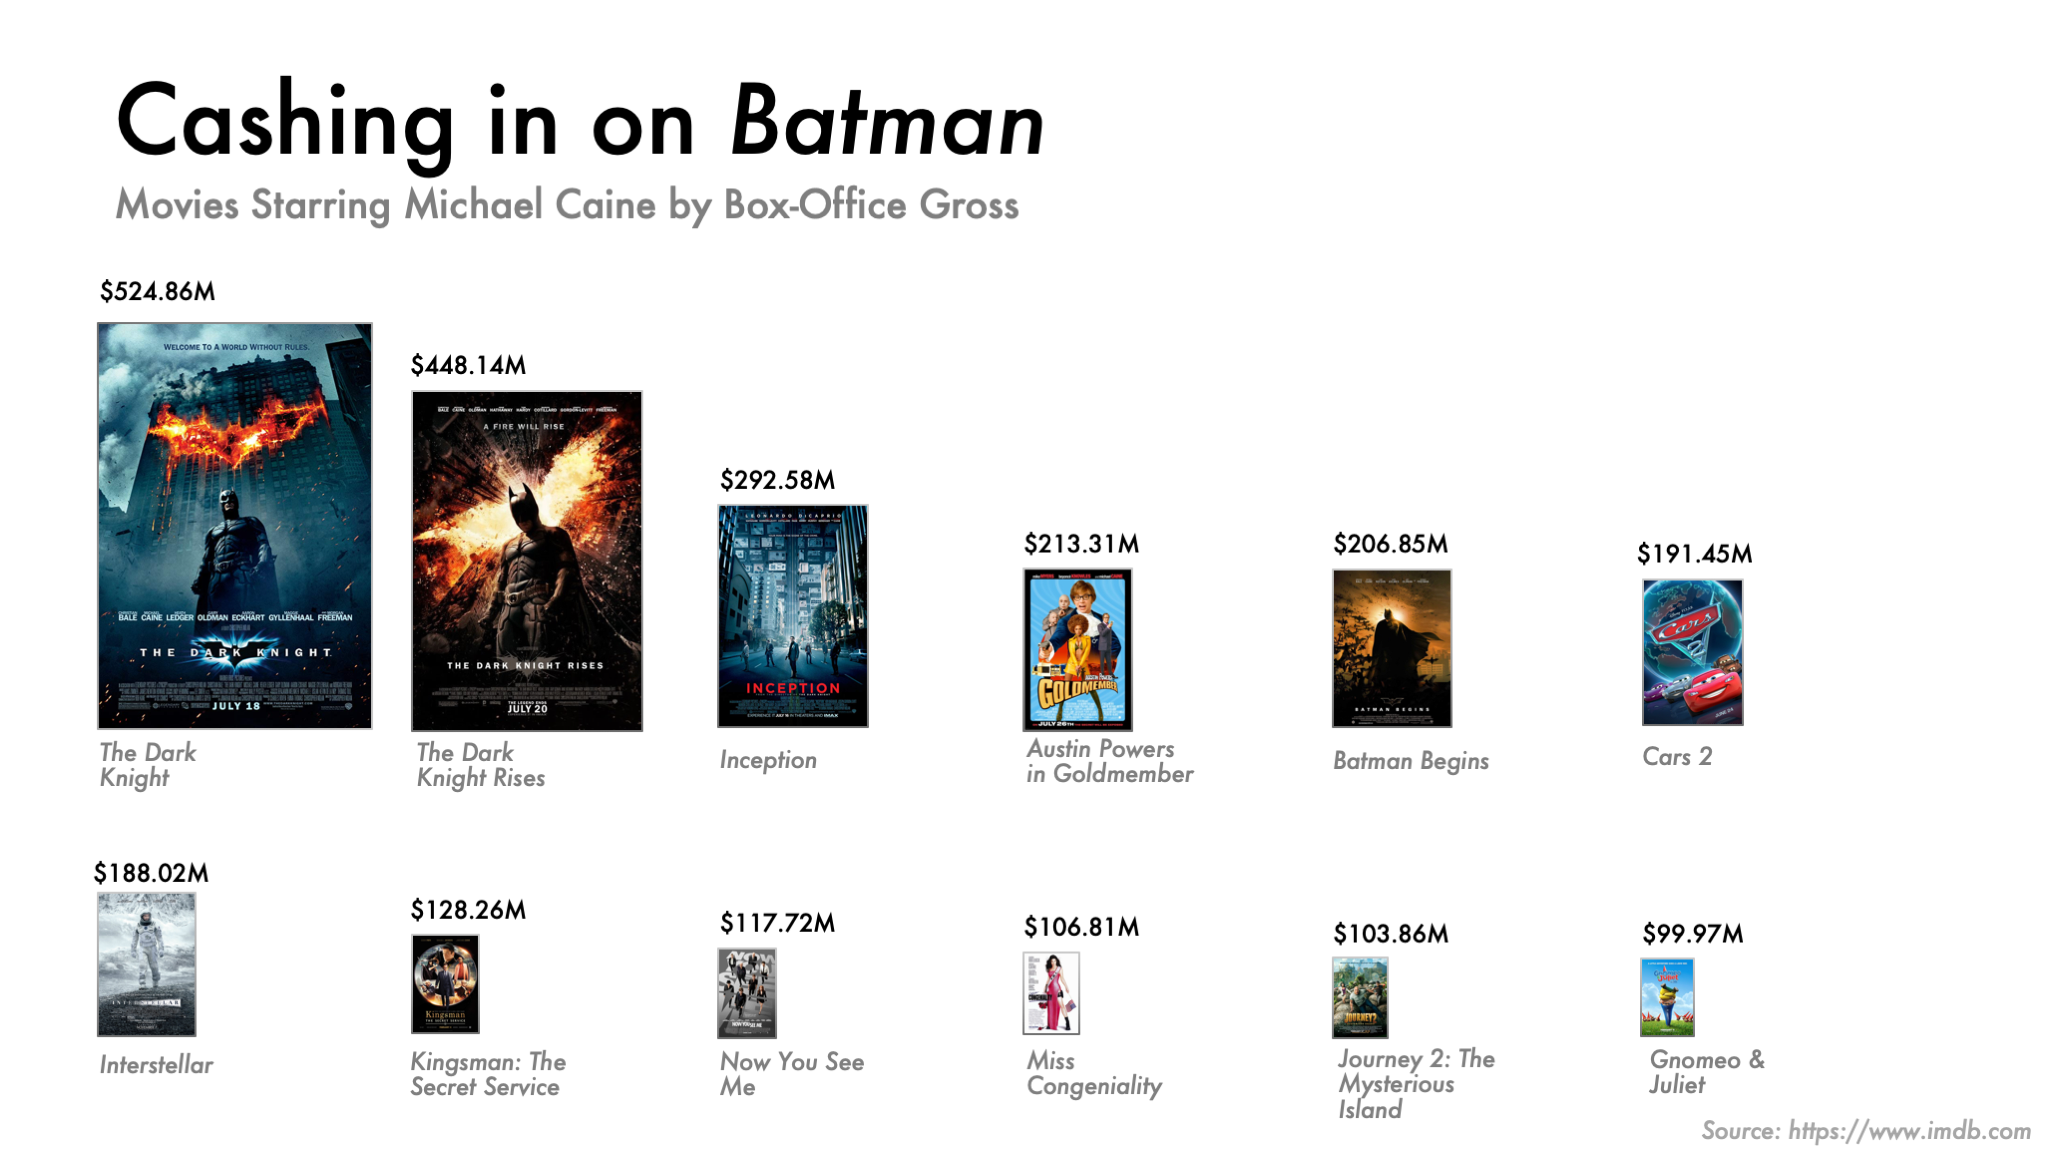 Cashing in on Batman
Movies Starring Michael Caine by Box-Office Gross
$524.86M
WELCOME TO A WORLD WITHOUT RULES.
BALE CAINE LEDGER OLDMAN ECKHART GYLLENHAAL FREEMAN
THE DARK KNIGHT
JULY 18
The Dark
Knight
$448.14M
BALE CAINE OLDMAN HATHAWAY HARDY COTILLARD GORDON-LEVITT FREEMAN
A FIRE WILL RISE
THE DARK KNIGHT RISES
THE LEGEND ENDS
JULY 20
The Dark
Knight Rises
$292.58M
LEONARDO DICAPRIO
INCEPTION
Inception
$213.31M
GOLDMEMBER
JULY 26TH
Austin Powers
in Goldmember
$206.85M
BATMAN BEGINS
Batman Begins
$191.45M
Cars
2
JUNE 24
Cars 2
$188.02M
INTERSTELLAR
Interstellar
$128.26M
Kingsman
THE SECRET SERVICE
Kingsman: The
Secret Service
$117.72M
NOW YOU SEE ME
Now You See
Me
$106.81M
Miss
Congeniality
$103.86M
JOURNEY 2
Journey 2: The
Mysterious
Island
$99.97M
Gnomeo &
Juliet
Source: https://www.imdb.com